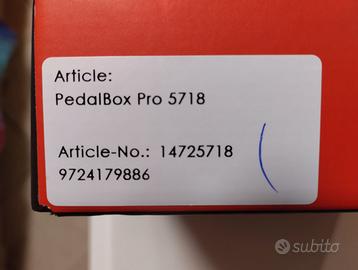 Article:
PedalBox Pro 5718
Article-No.: 14725718
9724179886
subito